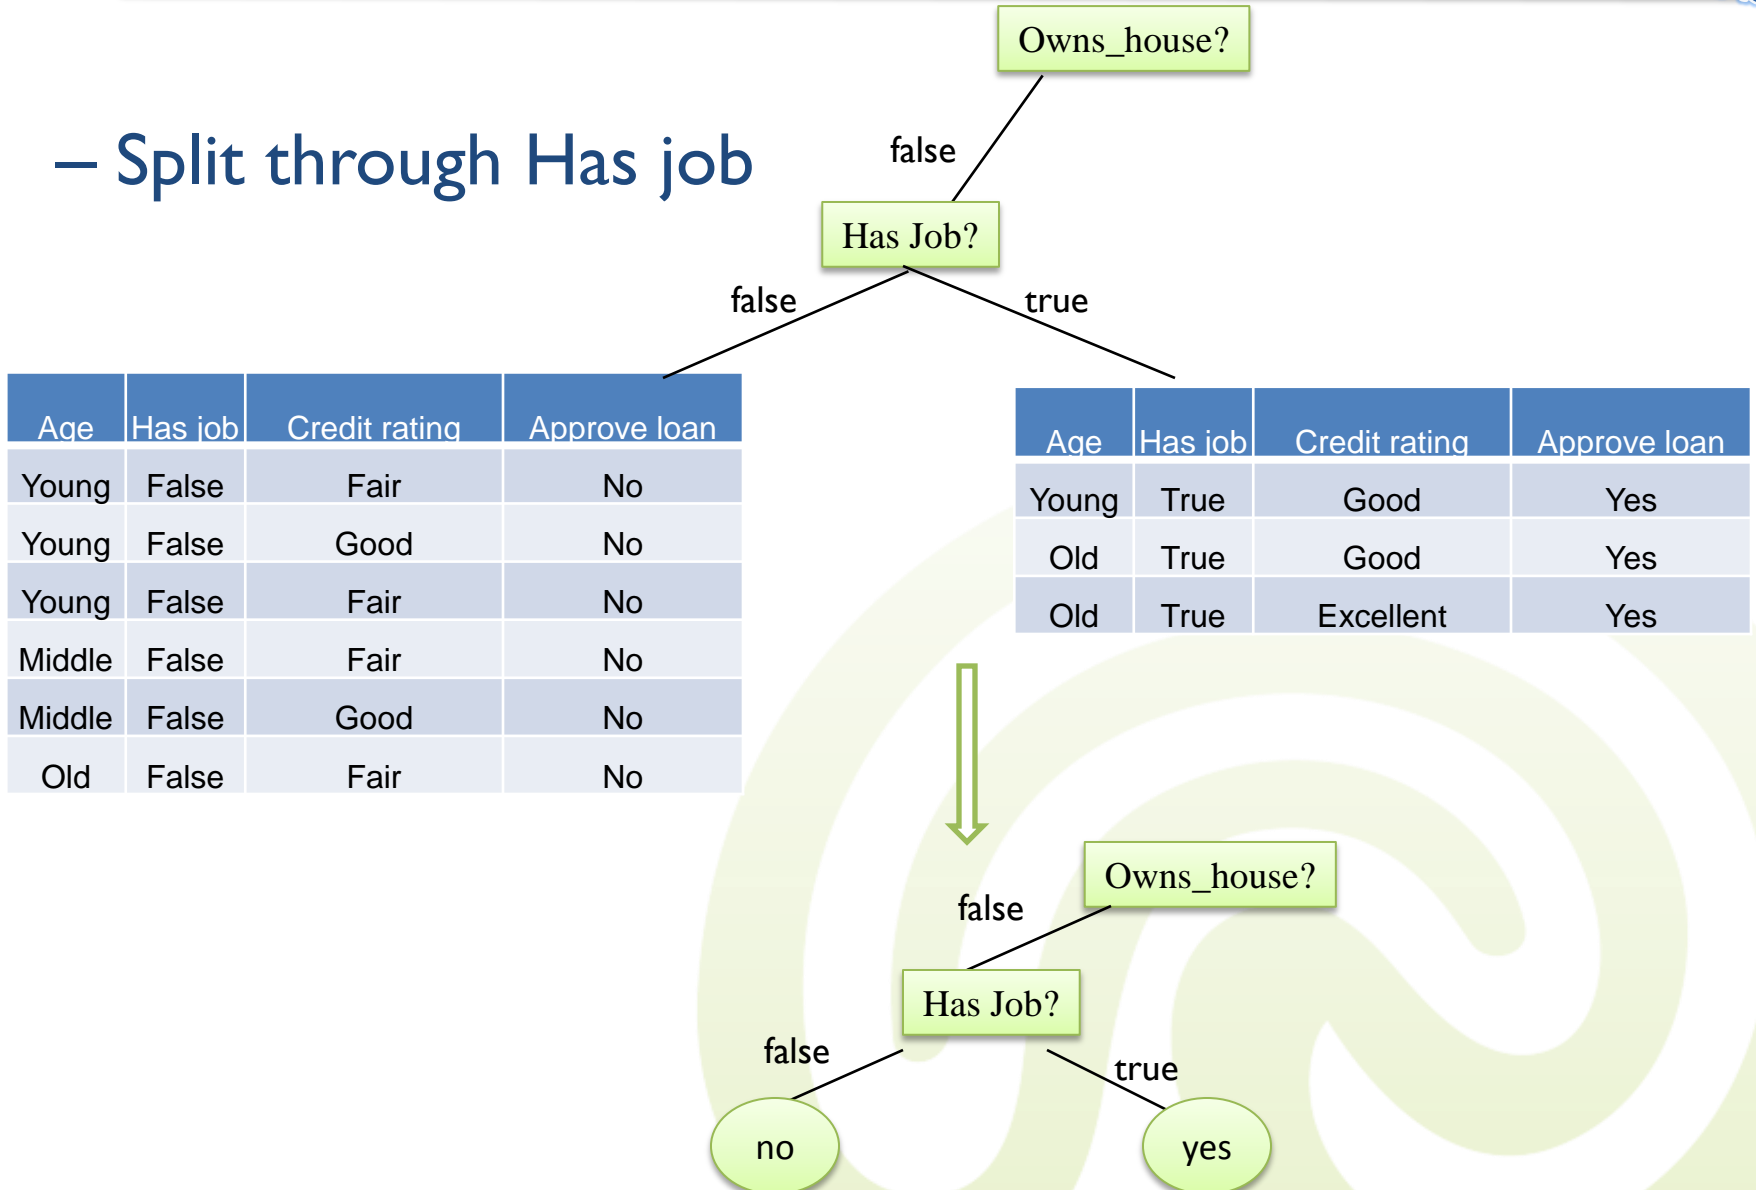 Owns_house?
false
– Split through Has job
Has Job?
false
true
Age Has job Credit rating Approve loan
Young False Fair No
Young False Good No
Young False Fair No
Middle False Fair No
Middle False Good No
Old False Fair No
Age Has job Credit rating Approve loan
Young True Good Yes
Old True Good Yes
Old True Excellent Yes
Owns_house?
false
Has Job?
false
true
no
yes